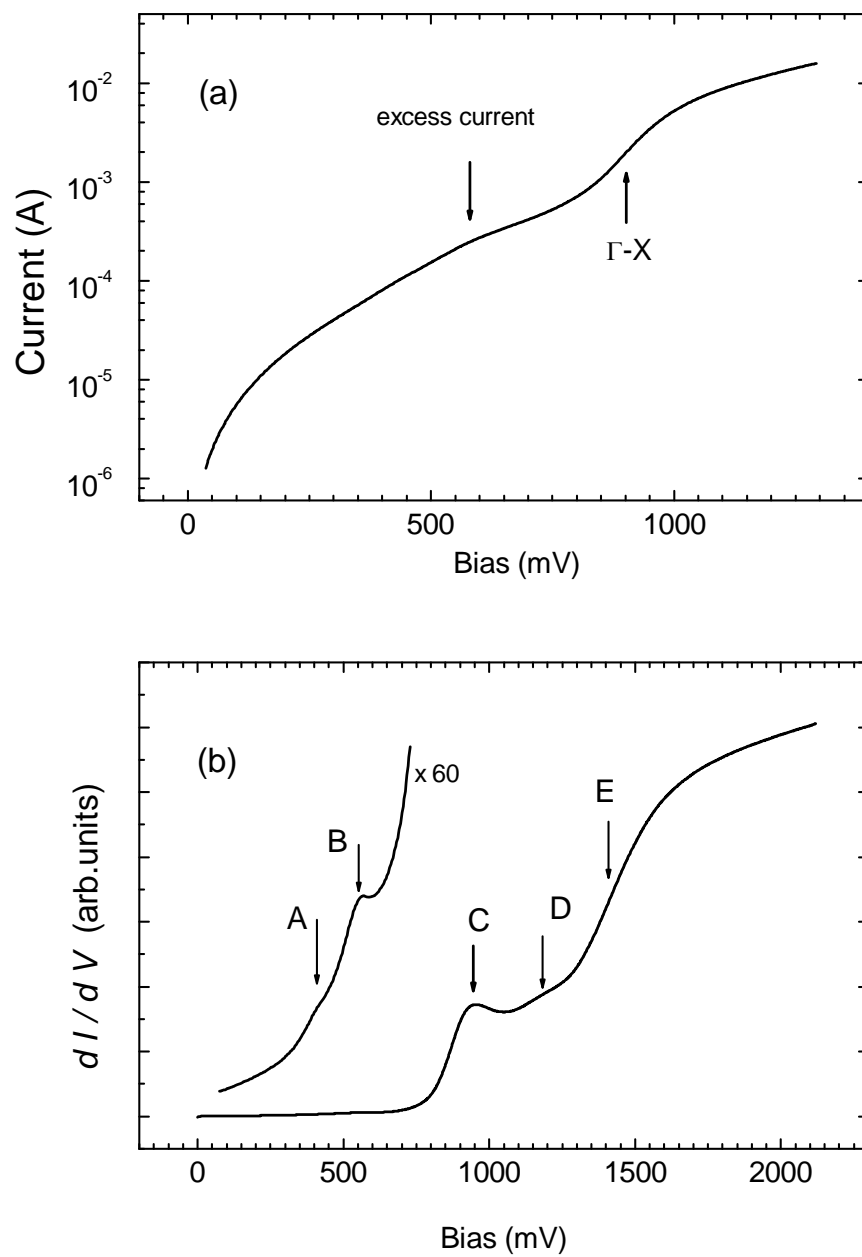 (a)
excess current
Γ-X
10⁻²
10⁻³
10⁻⁴
10⁻⁵
10⁻⁶
Current (A)
0 500 1000
Bias (mV)
(b)
x 60
A
B
C
D
E
d I / d V (arb.units)
0 500 1000 1500 2000
Bias (mV)